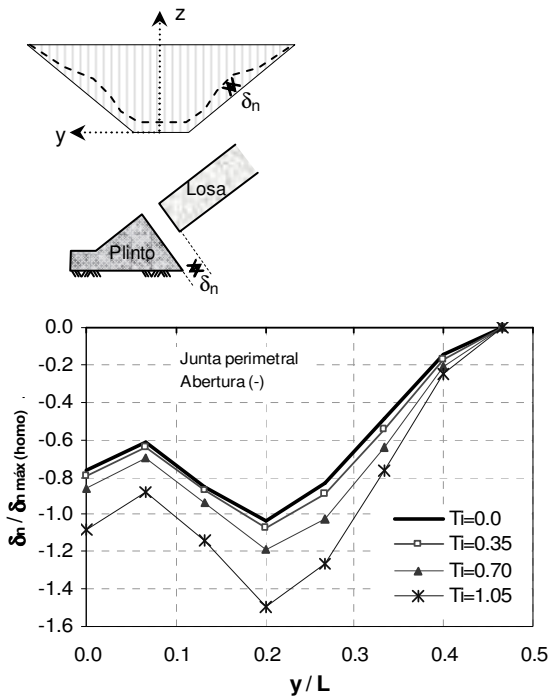 z
y
δn
Losa
Plinto
δn
Junta perimetral
Abertura (-)
δn / δn máx (homo)
0.0
-0.2
-0.4
-0.6
-0.8
-1.0
-1.2
-1.4
-1.6
Ti=0.0
Ti=0.35
Ti=0.70
Ti=1.05
0.0 0.1 0.2 0.3 0.4 0.5
y / L